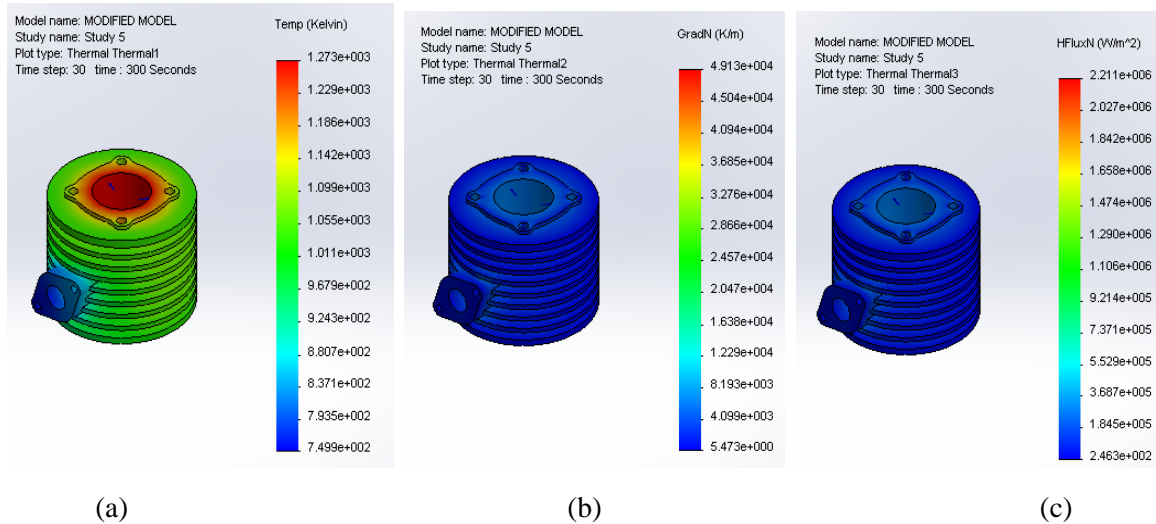 Model name: MODIFIED MODEL
Study name: Study 5
Plot type: Thermal Thermal1
Time step: 30 time : 300 Seconds
Temp (Kelvin)
1.273e+003
1.229e+003
1.186e+003
1.142e+003
1.099e+003
1.055e+003
1.011e+003
9.679e+002
9.243e+002
8.807e+002
8.371e+002
7.935e+002
7.499e+002
(a)
Model name: MODIFIED MODEL
Study name: Study 5
Plot type: Thermal Thermal2
Time step: 30 time : 300 Seconds
GradN (K/m)
4.913e+004
4.504e+004
4.094e+004
3.685e+004
3.276e+004
2.866e+004
2.457e+004
2.047e+004
1.638e+004
1.229e+004
8.193e+003
4.099e+003
5.473e+000
(b)
Model name: MODIFIED MODEL
Study name: Study 5
Plot type: Thermal Thermal3
Time step: 30 time : 300 Seconds
HFluxN (W/m^2)
2.211e+006
2.027e+006
1.842e+006
1.658e+006
1.474e+006
1.290e+006
1.106e+006
9.214e+005
7.371e+005
5.529e+005
3.687e+005
1.845e+005
2.463e+002
(c)